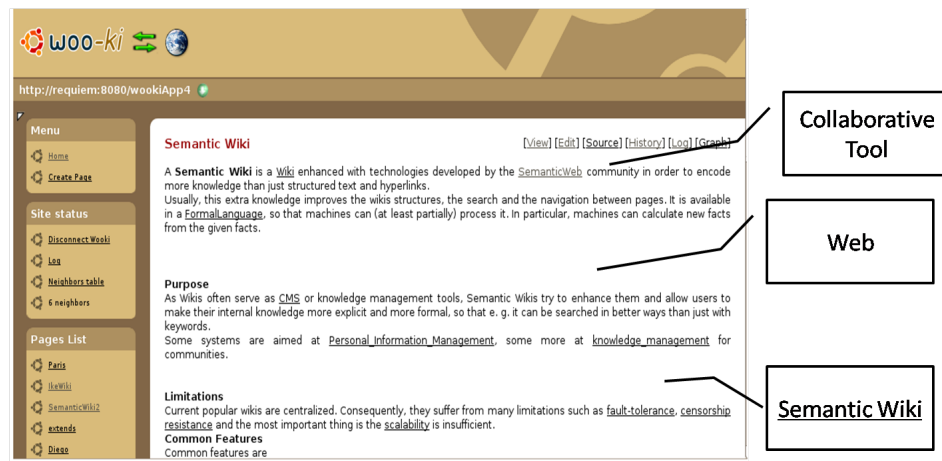 woo-ki
http://requiem:8080/wookiApp4
Menu
Home
Create Page
Site status
Disconnect Wooki
Log
Neighbors table
6 neighbors
Pages List
Paris
IkeWiki
SemanticWiki2
extends
Diego
Semantic Wiki
[View] [Edit] [Source] [History] [Log] [Graph]
A Semantic Wiki is a Wiki enhanced with technologies developed by the SemanticWeb community in order to encode
more knowledge than just structured text and hyperlinks.
Usually, this extra knowledge improves the wikis structures, the search and the navigation between pages. It is available
in a FormalLanguage, so that machines can (at least partially) process it. In particular, machines can calculate new facts
from the given facts.
Purpose
As Wikis often serve as CMS or knowledge management tools, Semantic Wikis try to enhance them and allow users to
make their internal knowledge more explicit and more formal, so that e. g. it can be searched in better ways than just with
keywords.
Some systems are aimed at Personal_Information_Management, some more at knowledge_management for
communities.
Limitations
Current popular wikis are centralized. Consequently, they suffer from many limitations such as fault-tolerance, censorship
resistance and the most important thing is the scalability is insufficient.
Common Features
Common features are
Collaborative
Tool
Web
Semantic Wiki